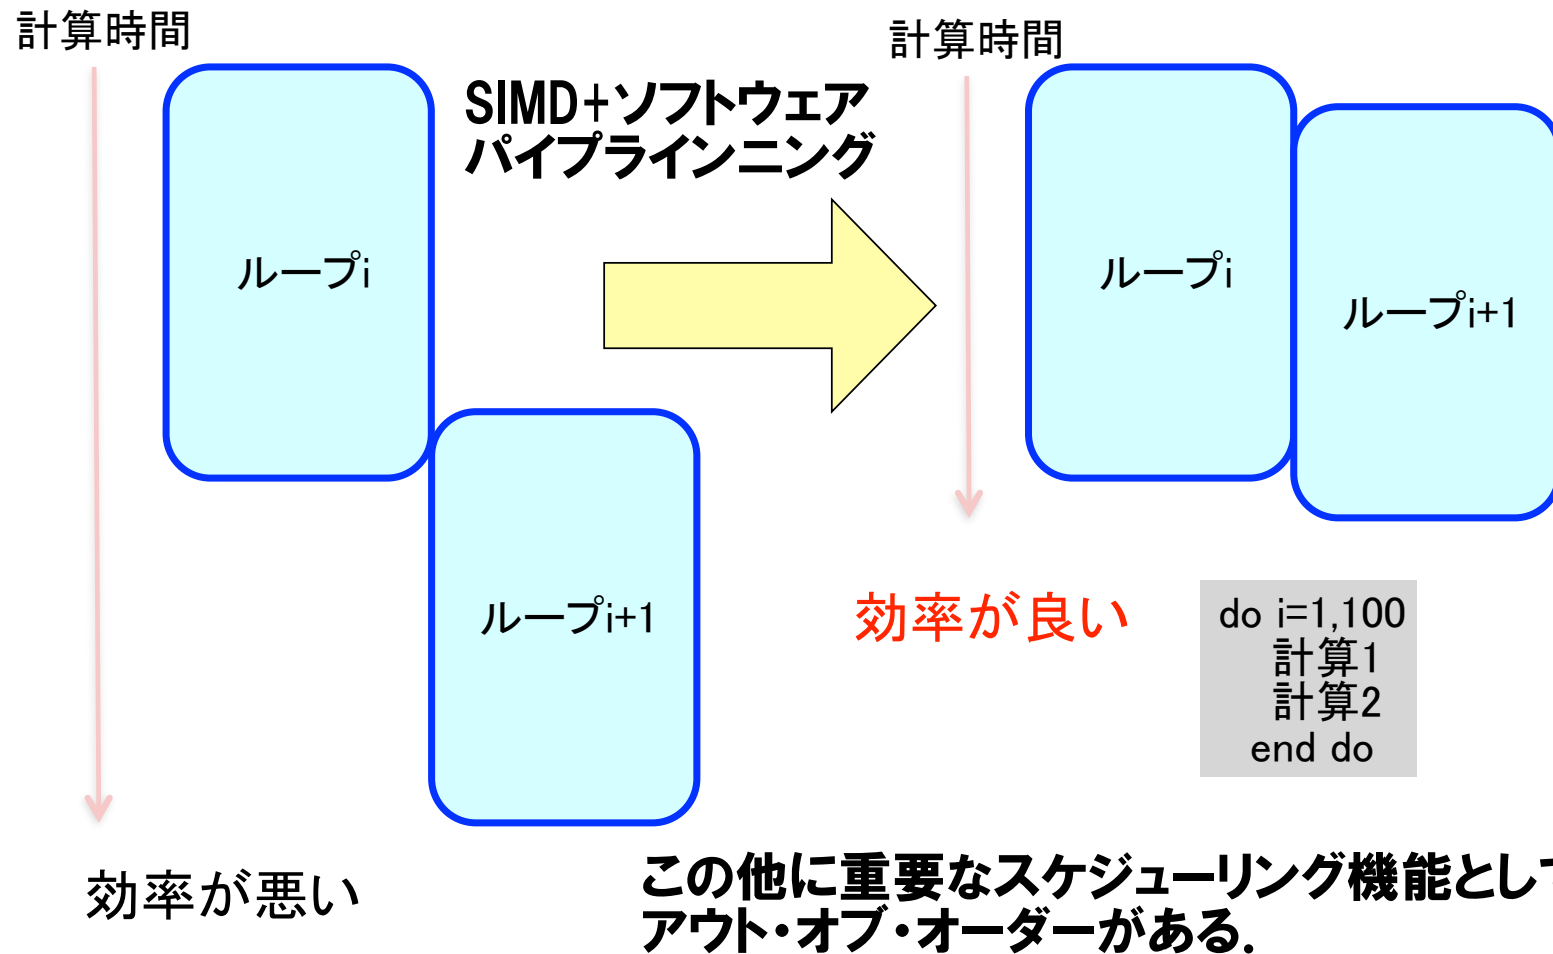 計算時間
SIMD+ソフトウェア
パイプラインニング
計算時間
ループi
ループi+1
ループi
ループi+1
効率が悪い
効率が良い
do i=1,100
計算1
計算2
end do
この他に重要なスケジューリング機能として
アウト・オブ・オーダーがある.